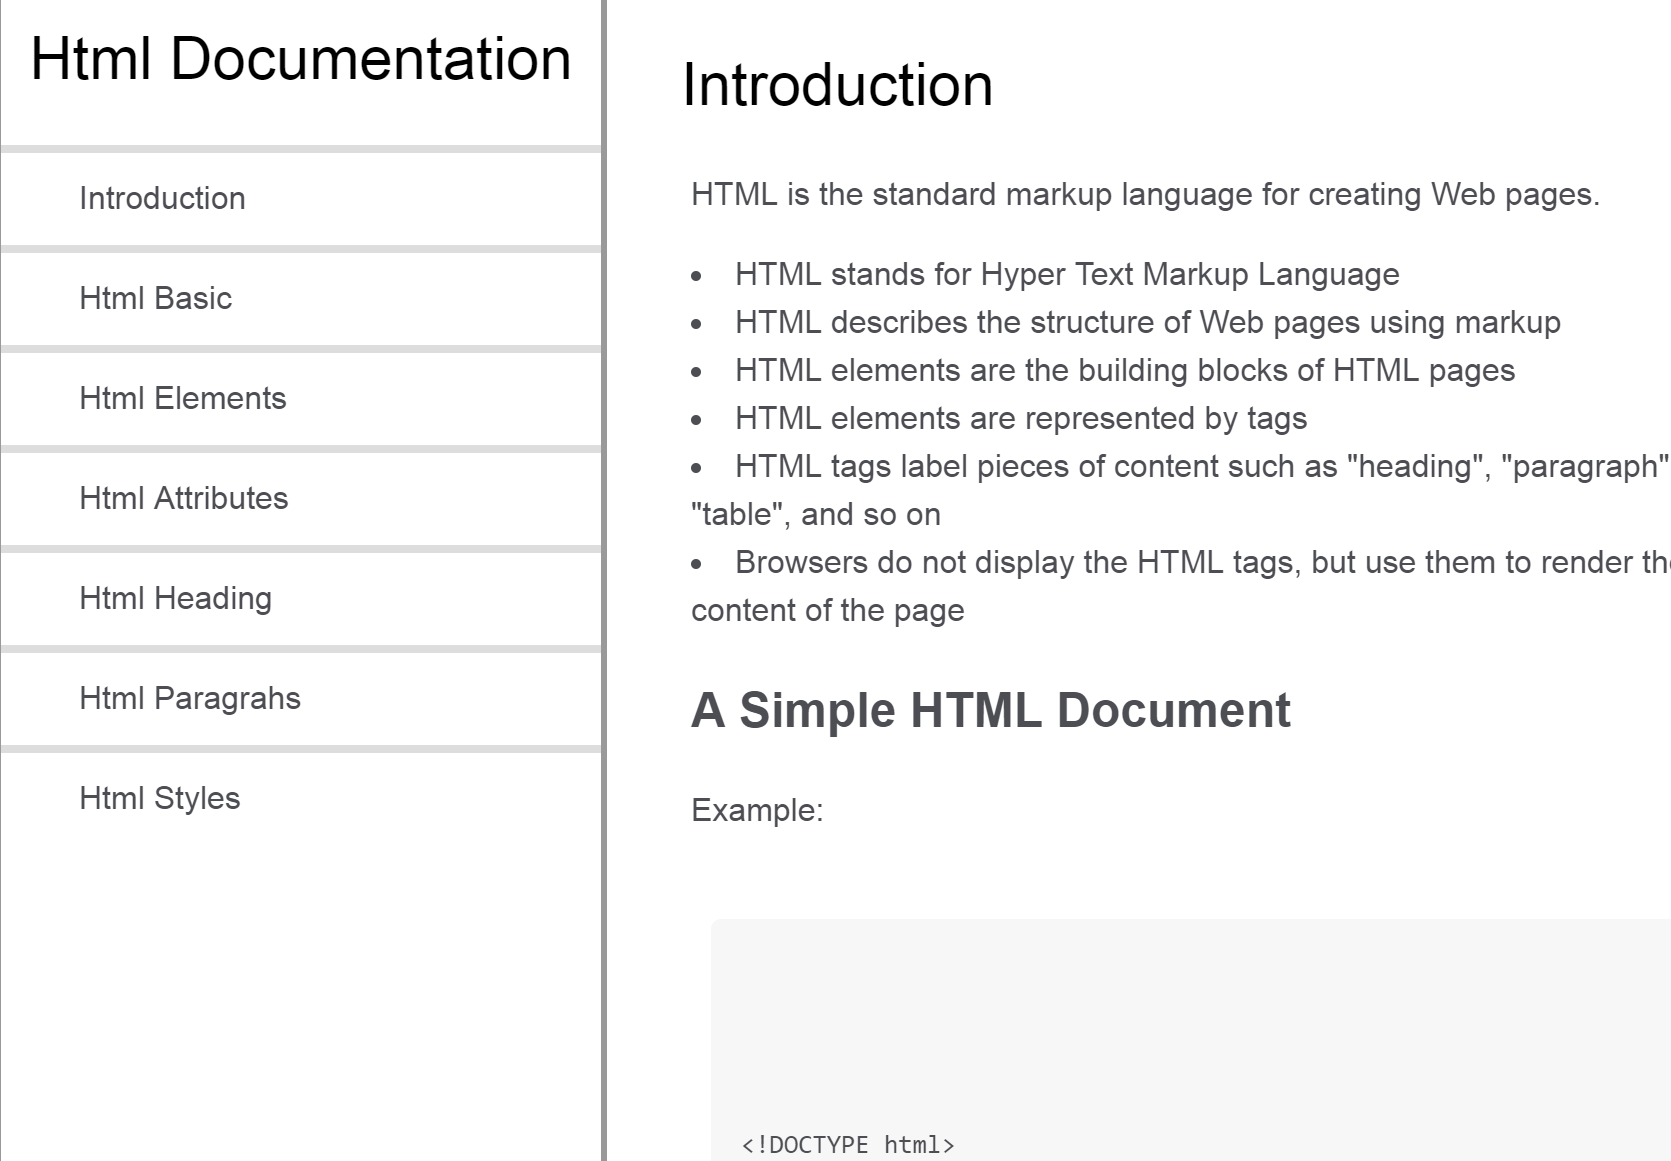 Html Documentation
Introduction
Html Basic
Html Elements
Html Attributes
Html Heading
Html Paragrahs
Html Styles
Introduction
HTML is the standard markup language for creating Web pages.
• HTML stands for Hyper Text Markup Language
• HTML describes the structure of Web pages using markup
• HTML elements are the building blocks of HTML pages
• HTML elements are represented by tags
• HTML tags label pieces of content such as "heading", "paragraph"
"table", and so on
• Browsers do not display the HTML tags, but use them to render
content of the page
A Simple HTML Document
Example:
<!DOCTYPE html>